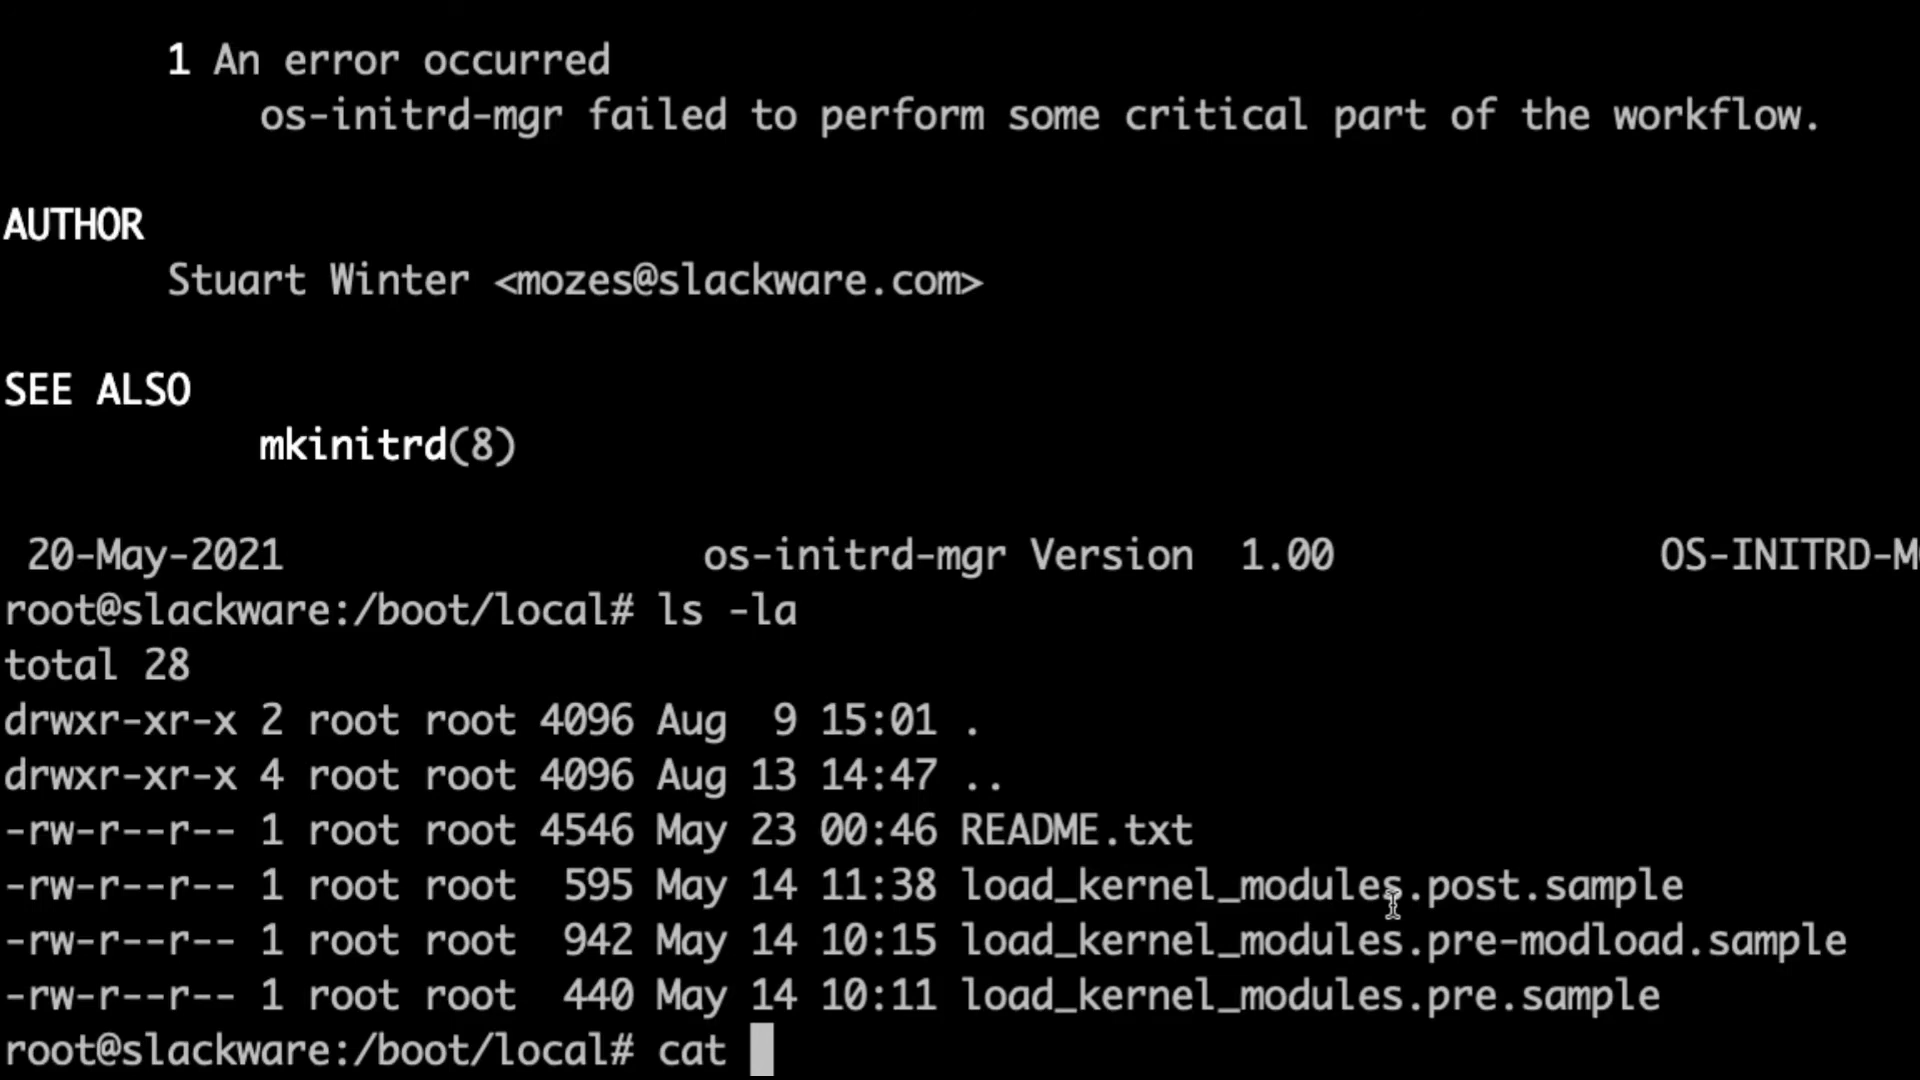 1 An error occurred
os-initrd-mgr failed to perform some critical part of the workflow.
AUTHOR
Stuart Winter <mozes@slackware.com>
SEE ALSO
mkinitrd(8)
20-May-2021 os-initrd-mgr Version 1.00 OS-INITRD-M
root@slackware:/boot/local# ls -la
total 28
drwxr-xr-x 2 root root 4096 Aug  9 15:01 .
drwxr-xr-x 4 root root 4096 Aug 13 14:47 ..
-rw-r--r-- 1 root root 4546 May 23 00:46 README.txt
-rw-r--r-- 1 root root  595 May 14 11:38 load_kernel_modules.post.sample
-rw-r--r-- 1 root root  942 May 14 10:15 load_kernel_modules.pre-modload.sample
-rw-r--r-- 1 root root  440 May 14 10:11 load_kernel_modules.pre.sample
root@slackware:/boot/local# cat